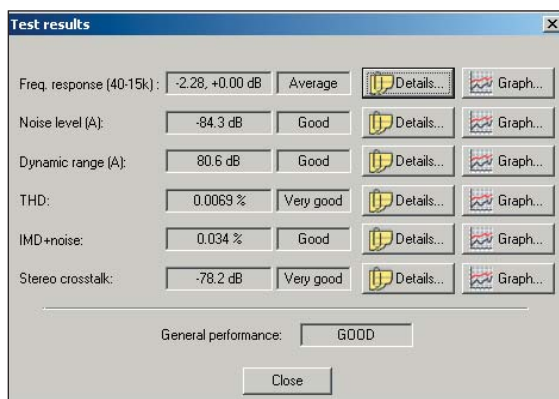 Test results
Freq. response (40-15k) : -2.28, +0.00 dB Average Details... Graph...
Noise level (A): -84.3 dB Good Details... Graph...
Dynamic range (A): 80.6 dB Good Details... Graph...
THD: 0.0069 % Very good Details... Graph...
IMD+noise: 0.034 % Good Details... Graph...
Stereo crosstalk: -78.2 dB Very good Details... Graph...
General performance: GOOD
Close